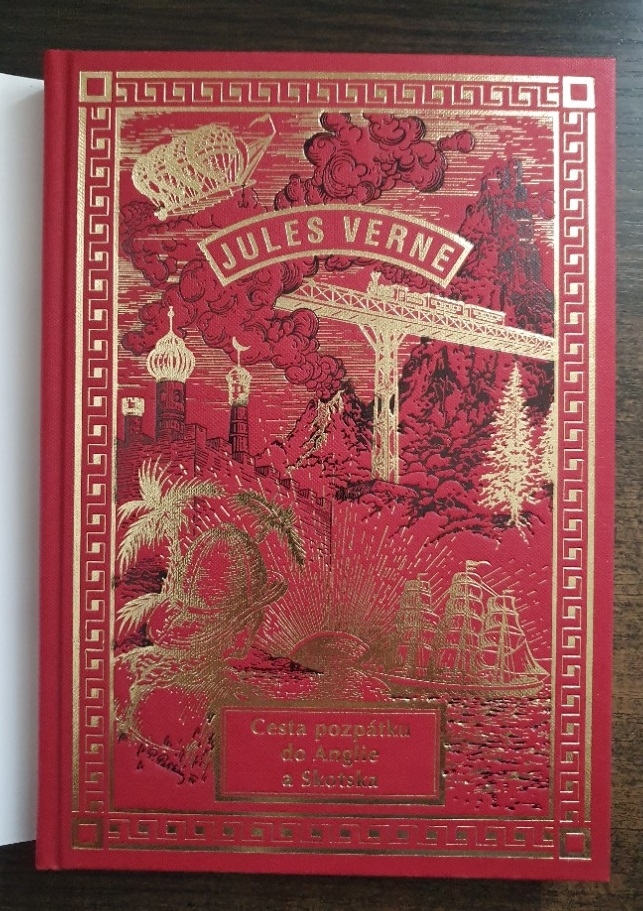 JULES VERNE
Cesta pozpátku
do Anglie
a Skotska